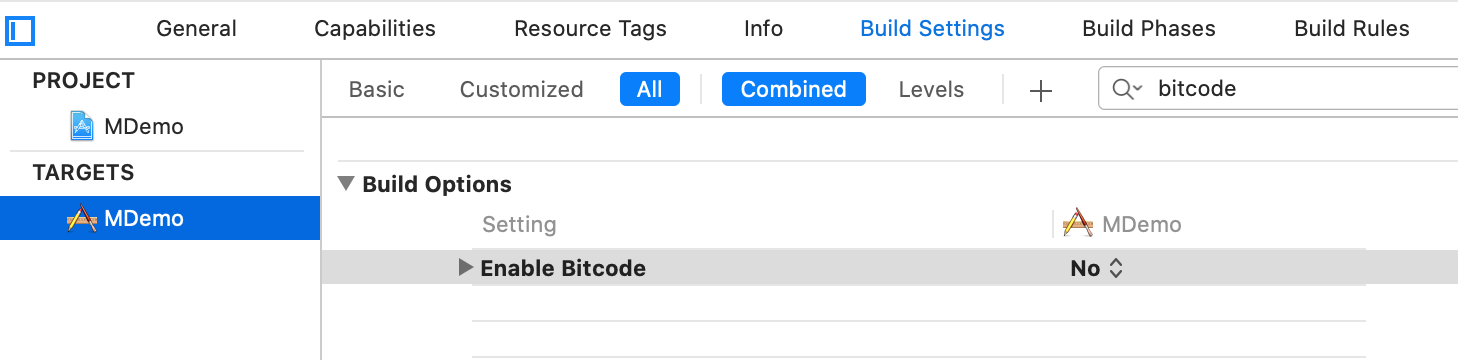 General Capabilities Resource Tags Info Build Settings Build Phases Build Rules
PROJECT
MDemo
TARGETS
MDemo
Basic Customized All Combined Levels + bitcode
Build Options
Setting MDemo
Enable Bitcode No